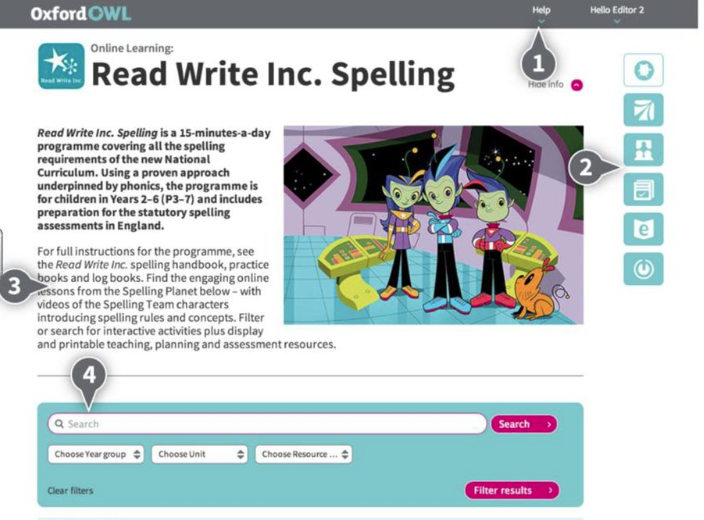 OxfordOWL
Help
Hello Editor 2
1
Online Learning:
Read Write Inc.
Read Write Inc. Spelling
Hide info
Read Write Inc. Spelling is a 15-minutes-a-day
programme covering all the spelling
requirements of the new National
Curriculum. Using a proven approach
underpinned by phonics, the programme is
for children in Years 2–6 (P3–7) and includes
preparation for the statutory spelling
assessments in England.
2
e
For full instructions for the programme, see
the Read Write Inc. spelling handbook, practice
books and log books. Find the engaging online
3
lessons from the Spelling Planet below – with
videos of the Spelling Team characters
introducing spelling rules and concepts. Filter
or search for interactive activities plus display
and printable teaching, planning and assessment resources.
4
Search
Search
Choose Year group
Choose Unit
Choose Resource ...
Clear filters
Filter results